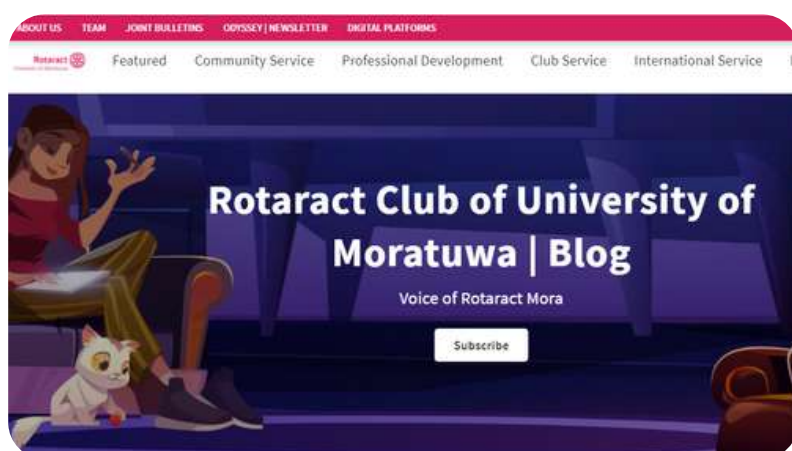 ABOUT US TEAM JOINT BULLETINS ODYSSEY | NEWSLETTER DIGITAL PLATFORMS
Rotaract
Featured Community Service Professional Development Club Service International Service
Rotaract Club of University of
Moratuwa | Blog
Voice of Rotaract Mora
Subscribe